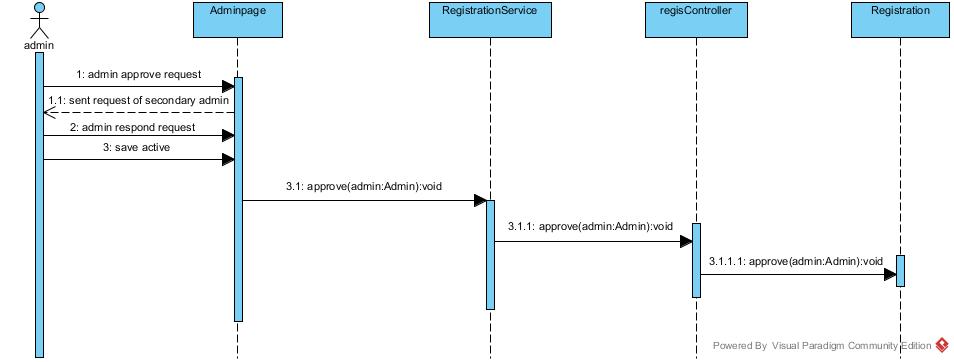 Adminpage
RegistrationService
regisController
Registration
admin
1: admin approve request
1.1: sent request of secondary admin
2: admin respond request
3: save active
3.1: approve(admin:Admin):void
3.1.1: approve(admin:Admin):void
3.1.1.1: approve(admin:Admin):void
Powered By Visual Paradigm Community Edition